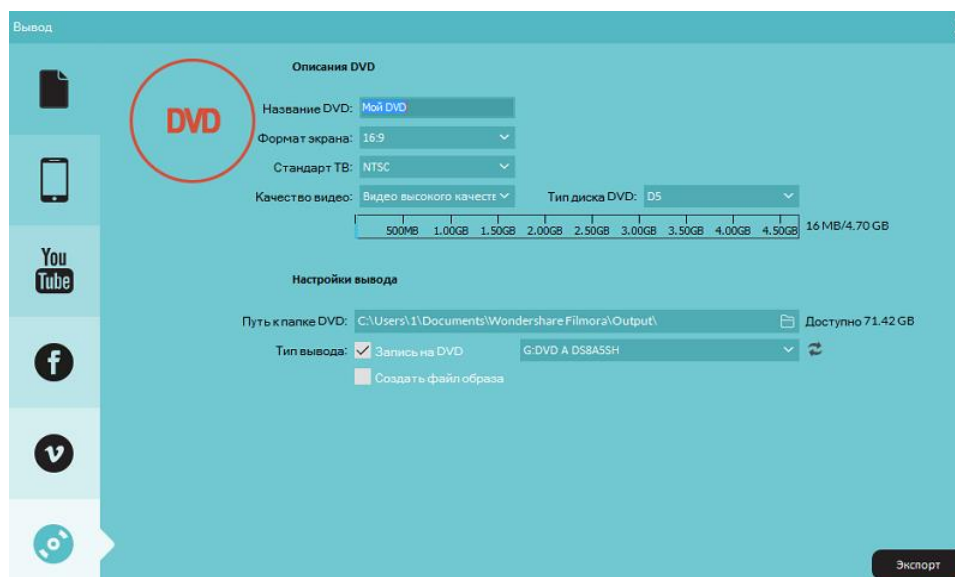 Вывод
Описания DVD
DVD
Название DVD: Мой DVD
Формат экрана: 16:9
Стандарт ТВ: NTSC
Качество видео: Видео высокого качеств Тип диска DVD: D5
500MB 1.00GB 1.50GB 2.00GB 2.50GB 3.00GB 3.50GB 4.00GB 4.50GB 16 MB/4.70 GB
You
Tube
Настройки вывода
Путь к папке DVD: C:\Users\1\Documents\Wondershare Filmora\Output\ Доступно 71.42 GB
Тип вывода: Запись на DVD G:DVD A DS8A5SH
Создать файл образа
Экспорт